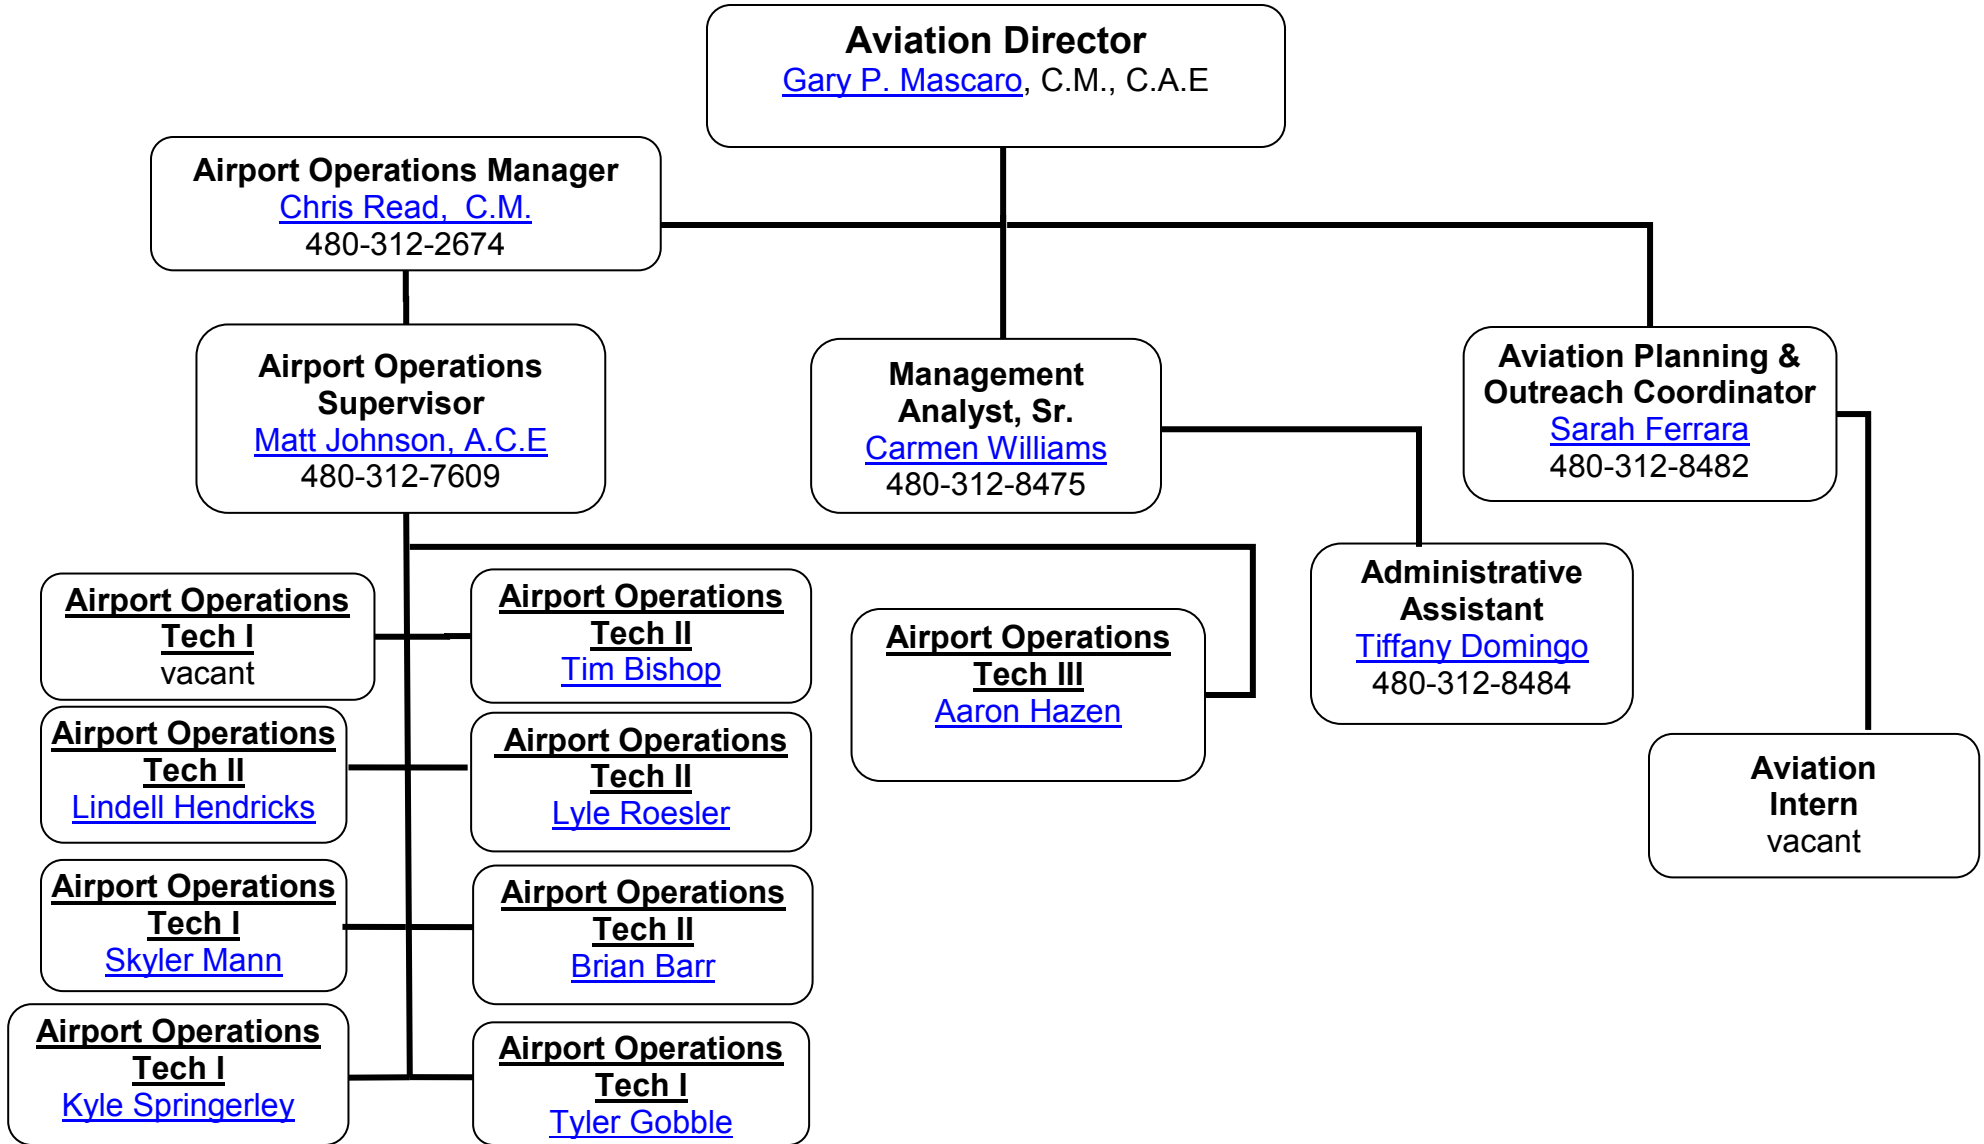 Aviation Director
Gary P. Mascaro, C.M., C.A.E
Airport Operations Manager
Chris Read,  C.M.
480-312-2674
Airport Operations
Supervisor
Matt Johnson, A.C.E
480-312-7609
Management
Analyst, Sr.
Carmen Williams
480-312-8475
Aviation Planning &
Outreach Coordinator
Sarah Ferrara
480-312-8482
Airport Operations
Tech I
vacant
Airport Operations
Tech II
Tim Bishop
Airport Operations
Tech III
Aaron Hazen
Administrative
Assistant
Tiffany Domingo
480-312-8484
Airport Operations
Tech II
Lindell Hendricks
Airport Operations
Tech II
Lyle Roesler
Aviation
Intern
vacant
Airport Operations
Tech I
Skyler Mann
Airport Operations
Tech II
Brian Barr
Airport Operations
Tech I
Kyle Springerley
Airport Operations
Tech I
Tyler Gobble